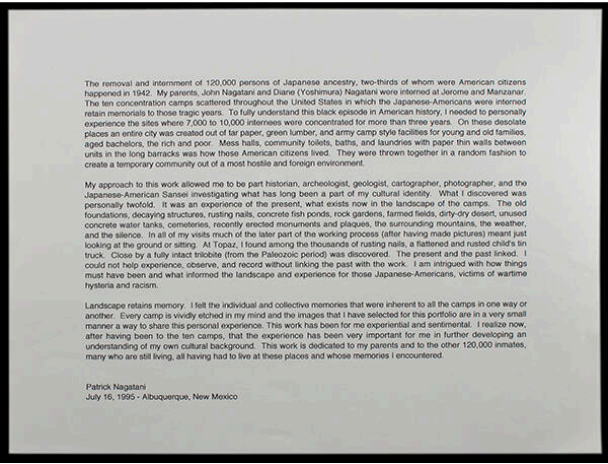 The removal and internment of 120,000 persons of Japanese ancestry, two-thirds of whom were American citizens
happened in 1942. My parents, John Nagatani and Diane (Yoshimura) Nagatani were interned at Jerome and Manzanar.
The ten concentration camps scattered throughout the United States in which the Japanese-Americans were interned
retain memorials to those tragic years. To fully understand this black episode in American history, I needed to personally
experience the sites where 7,000 to 10,000 internees were concentrated for more than three years. On these desolate
places an entire city was created out of tar paper, green lumber, and army camp style facilities for young and old families,
aged bachelors, the rich and poor. Mess halls, community toilets, baths, and laundries with paper thin walls between
units in the long barracks was how those American citizens lived. They were thrown together in a random fashion to
create a temporary community out of a most hostile and foreign environment.
My approach to this work allowed me to be part historian, archeologist, geologist, cartographer, photographer, and the
Japanese-American Sansei investigating what has long been a part of my cultural identity. What I discovered was
personally twofold. It was an experience of the present, what exists now in the landscape of the camps. The old
foundations, decaying structures, rusting nails, concrete fish ponds, rock gardens, farmed fields, dirty-dry desert, unused
concrete water tanks, cemeteries, recently erected monuments and plaques, the surrounding mountains, the weather,
and the silence. In all of my visits much of the later part of the working process (after having made pictures) meant just
looking at the ground or sitting. At Topaz, I found among the thousands of rusting nails, a flattened and rusted child's tin
truck. Close by a fully intact trilobite (from the Paleozoic period) was discovered. The present and the past linked. I
could not help experience, observe, and record without linking the past with the work. I am intrigued with how things
must have been and what informed the landscape and experience for those Japanese-Americans, victims of wartime
hysteria and racism.
Landscape retains memory. I felt the individual and collective memories that were inherent to all the camps in one way or
another. Every camp is vividly etched in my mind and the images that I have selected for this portfolio are in a very small
manner a way to share this personal experience. This work has been for me experiential and sentimental. I realize now,
after having been to the ten camps, that the experience has been very important for me in further developing an
understanding of my own cultural background. This work is dedicated to my parents and to the other 120,000 inmates,
many who are still living, all having had to live at these places and whose memories I encountered.
Patrick Nagatani
July 16, 1995 - Albuquerque, New Mexico